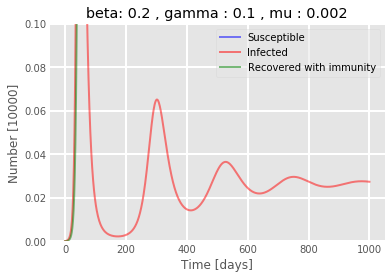 beta: 0.2 , gamma : 0.1 , mu : 0.002
Susceptible
Infected
Recovered with immunity
Number [10000]
0.10
0.08
0.06
0.04
0.02
0.00
0
200
400
600
800
1000
Time [days]